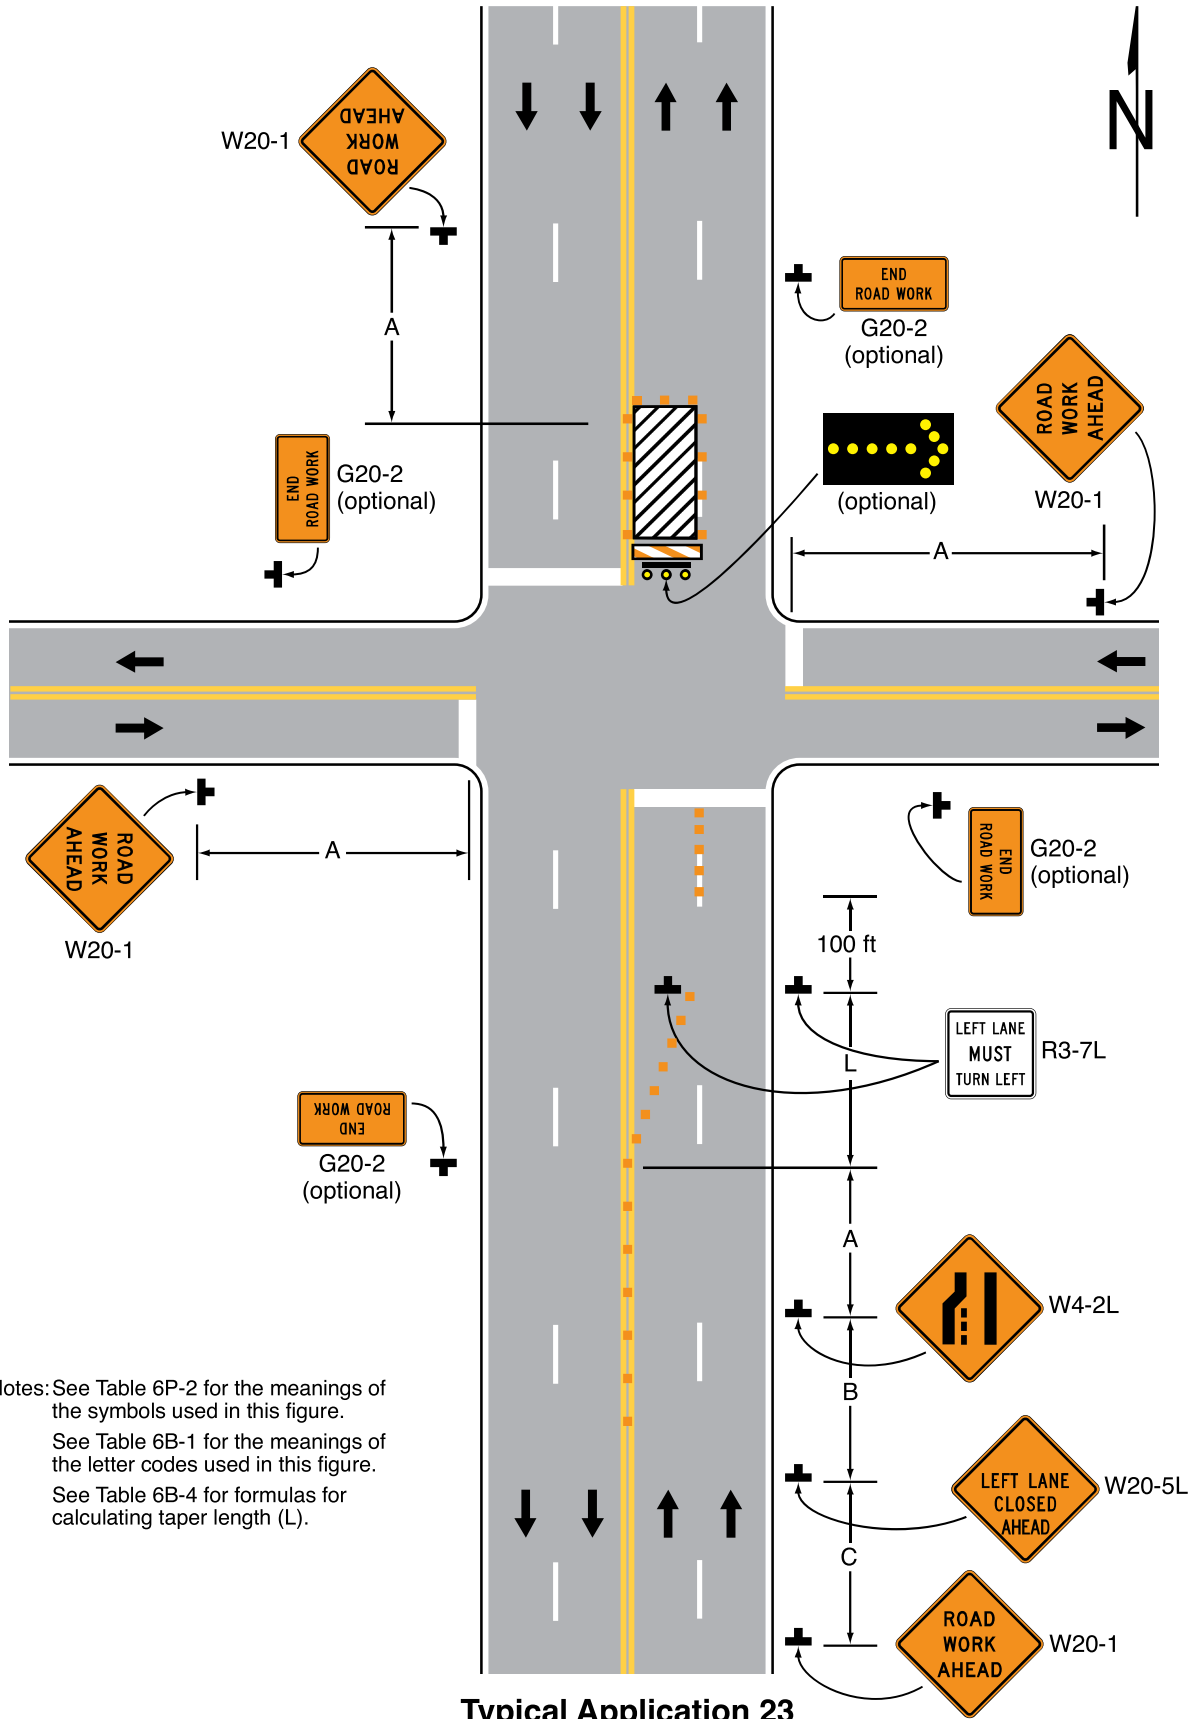 N
ROAD
WORK
AHEAD
W20-1
A
END
ROAD WORK
G20-2
(optional)
ROAD
WORK
AHEAD
W20-1
(optional)
A
END
ROAD WORK
G20-2
(optional)
ROAD
WORK
AHEAD
W20-1
A
END
ROAD WORK
G20-2
(optional)
100 ft
L
LEFT LANE
MUST
TURN LEFT
R3-7L
END
ROAD WORK
G20-2
(optional)
A
W4-2L
B
LEFT LANE
CLOSED
AHEAD
W20-5L
C
ROAD
WORK
AHEAD
W20-1
lotes: See Table 6P-2 for the meanings of
the symbols used in this figure.
See Table 6B-1 for the meanings of
the letter codes used in this figure.
See Table 6B-4 for formulas for
calculating taper length (L).
Typical Application 23